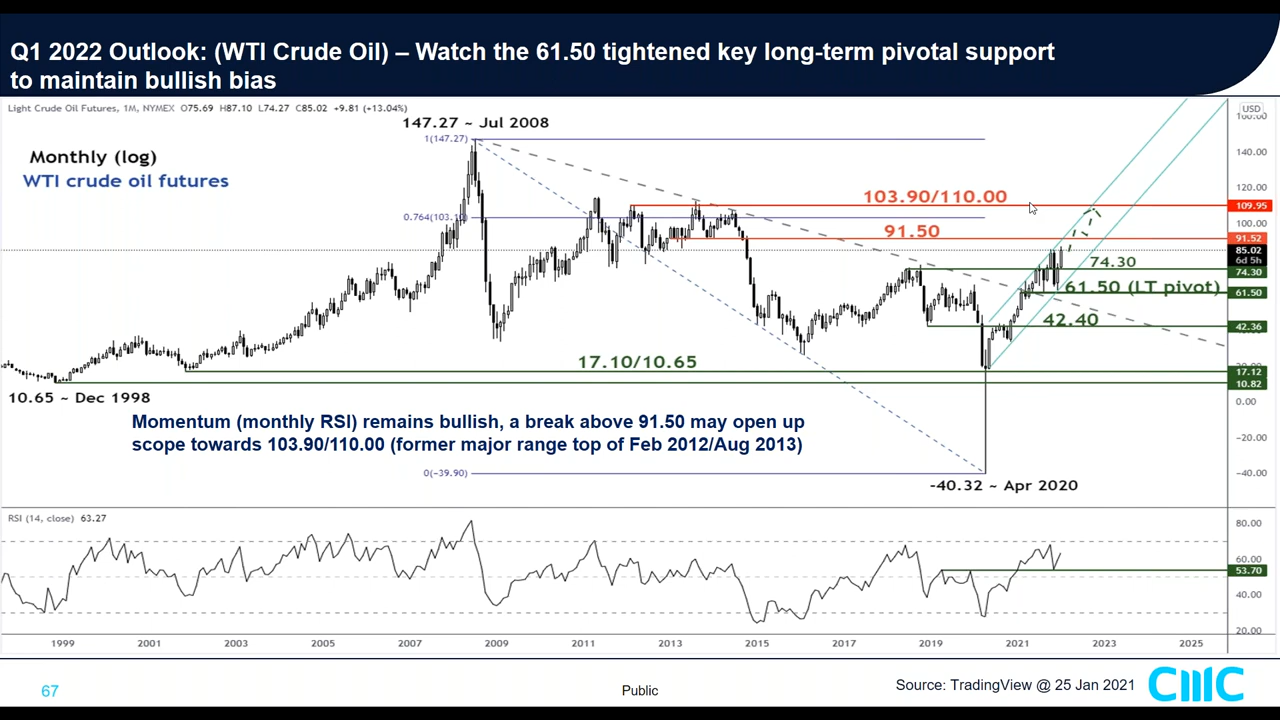 Q1 2022 Outlook: (WTI Crude Oil) – Watch the 61.50 tightened key long-term pivotal support
to maintain bullish bias
Light Crude Oil Futures, 1M, NYMEX O75.69 H87.10 L74.27 C85.02 +9.81 (+13.04%)
USD
147.27 ~ Jul 2008
1(147.27)
Monthly (log)
WTI crude oil futures
140.00
120.00
103.90/110.00
109.95
0.764(103.10)
100.00
91.50
91.52
85.02
6d 5h
74.30
74.30
61.50 (LT pivot)
61.50
42.40
42.36
17.10/10.65
17.12
10.82
10.65 ~ Dec 1998
0.00
Momentum (monthly RSI) remains bullish, a break above 91.50 may open up
scope towards 103.90/110.00 (former major range top of Feb 2012/Aug 2013)
−20.00
0(−39.90)
−40.00
-40.32 ~ Apr 2020
RSI (14, close) 63.27
80.00
60.00
53.70
40.00
20.00
1999 2001 2003 2005 2007 2009 2011 2013 2015 2017 2019 2021 2023 2025
67
Public
Source: TradingView @ 25 Jan 2021
CMC